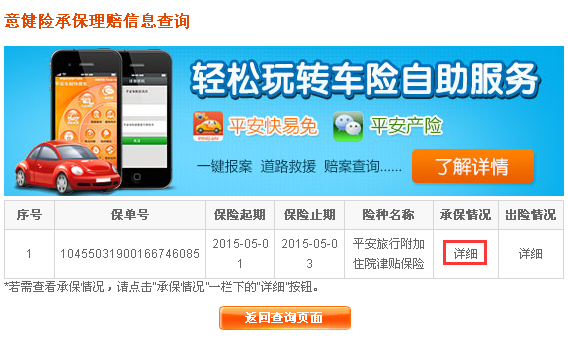 意健险承保理赔信息查询
轻松玩转车险自助服务
平安快易免 平安产险
一键报案 道路救援 赔案查询......
了解详情
序号 保单号 保险起期 保险止期 险种名称 承保情况 出险情况
1 10455031900166746085 2015-05-01 2015-05-03 平安旅行附加住院津贴保险 详细 详细
*若需查看承保情况，请点击"承保情况"一栏下的"详细"按钮。
返回查询页面